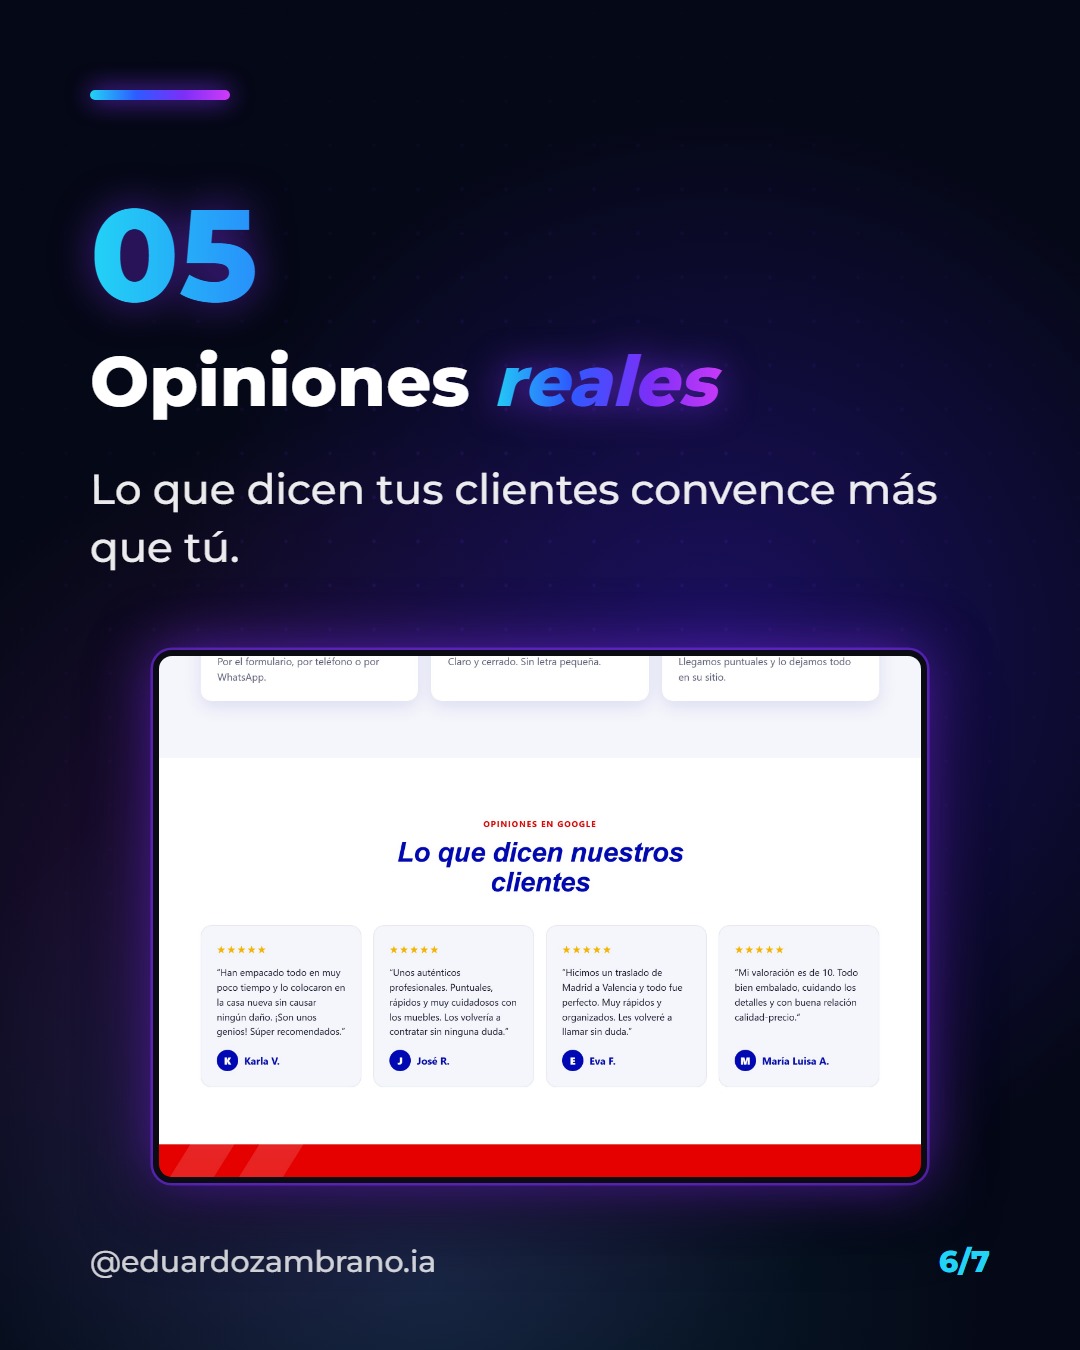 05
Opiniones reales
Lo que dicen tus clientes convence más
que tú.
Por el formulario, por teléfono o por
WhatsApp.
Claro y cerrado. Sin letra pequeña.
Llegamos puntuales y lo dejamos todo
en su sitio.
OPINIONES EN GOOGLE
Lo que dicen nuestros
clientes
★★★★★
"Han empacado todo en muy
poco tiempo y lo colocaron en
la casa nueva sin causar
ningún daño. ¡Son unos
genios! Súper recomendados."
K Karla V.
★★★★★
"Unos auténticos
profesionales. Puntuales,
rápidos y muy cuidadosos con
los muebles. Los volvería a
contratar sin ninguna duda."
J José R.
★★★★★
"Hicimos un traslado de
Madrid a Valencia y todo fue
perfecto. Muy rápidos y
organizados. Les volveré a
llamar sin duda."
E Eva F.
★★★★★
"Mi valoración es de 10. Todo
bien embalado, cuidando los
detalles y con buena relación
calidad-precio."
M María Luisa A.
@eduardozambrano.ia
6/7